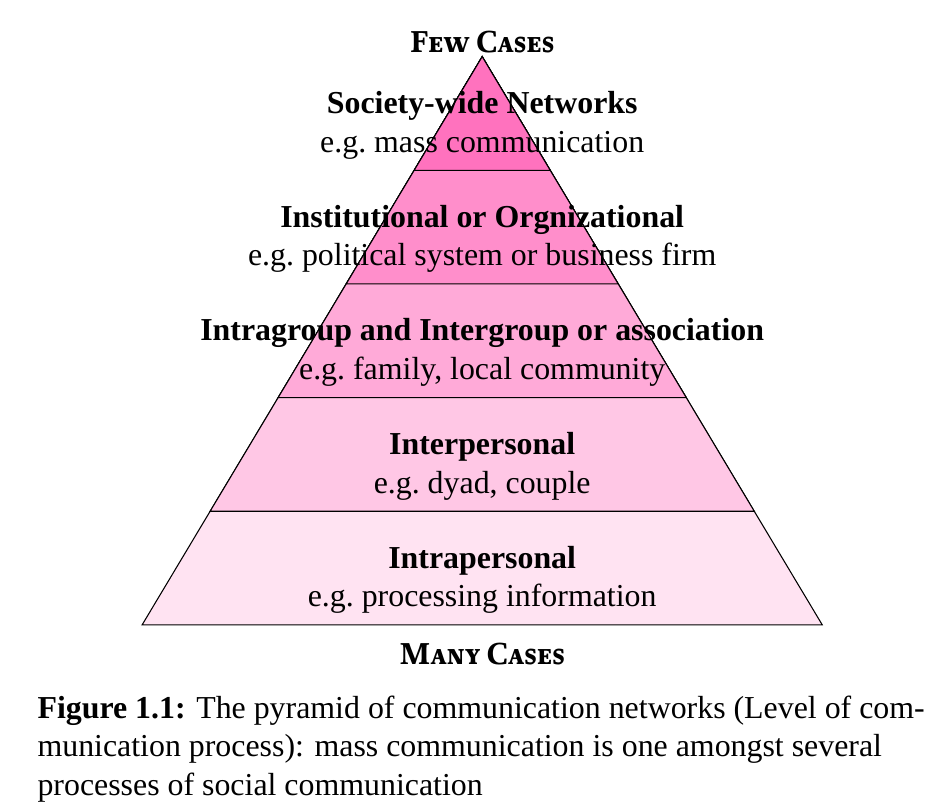 FEW CASES
Society-wide Networks
e.g. mass communication
Institutional or Orgnizational
e.g. political system or business firm
Intragroup and Intergroup or association
e.g. family, local community
Interpersonal
e.g. dyad, couple
Intrapersonal
e.g. processing information
MANY CASES
Figure 1.1: The pyramid of communication networks (Level of com-
munication process): mass communication is one amongst several
processes of social communication